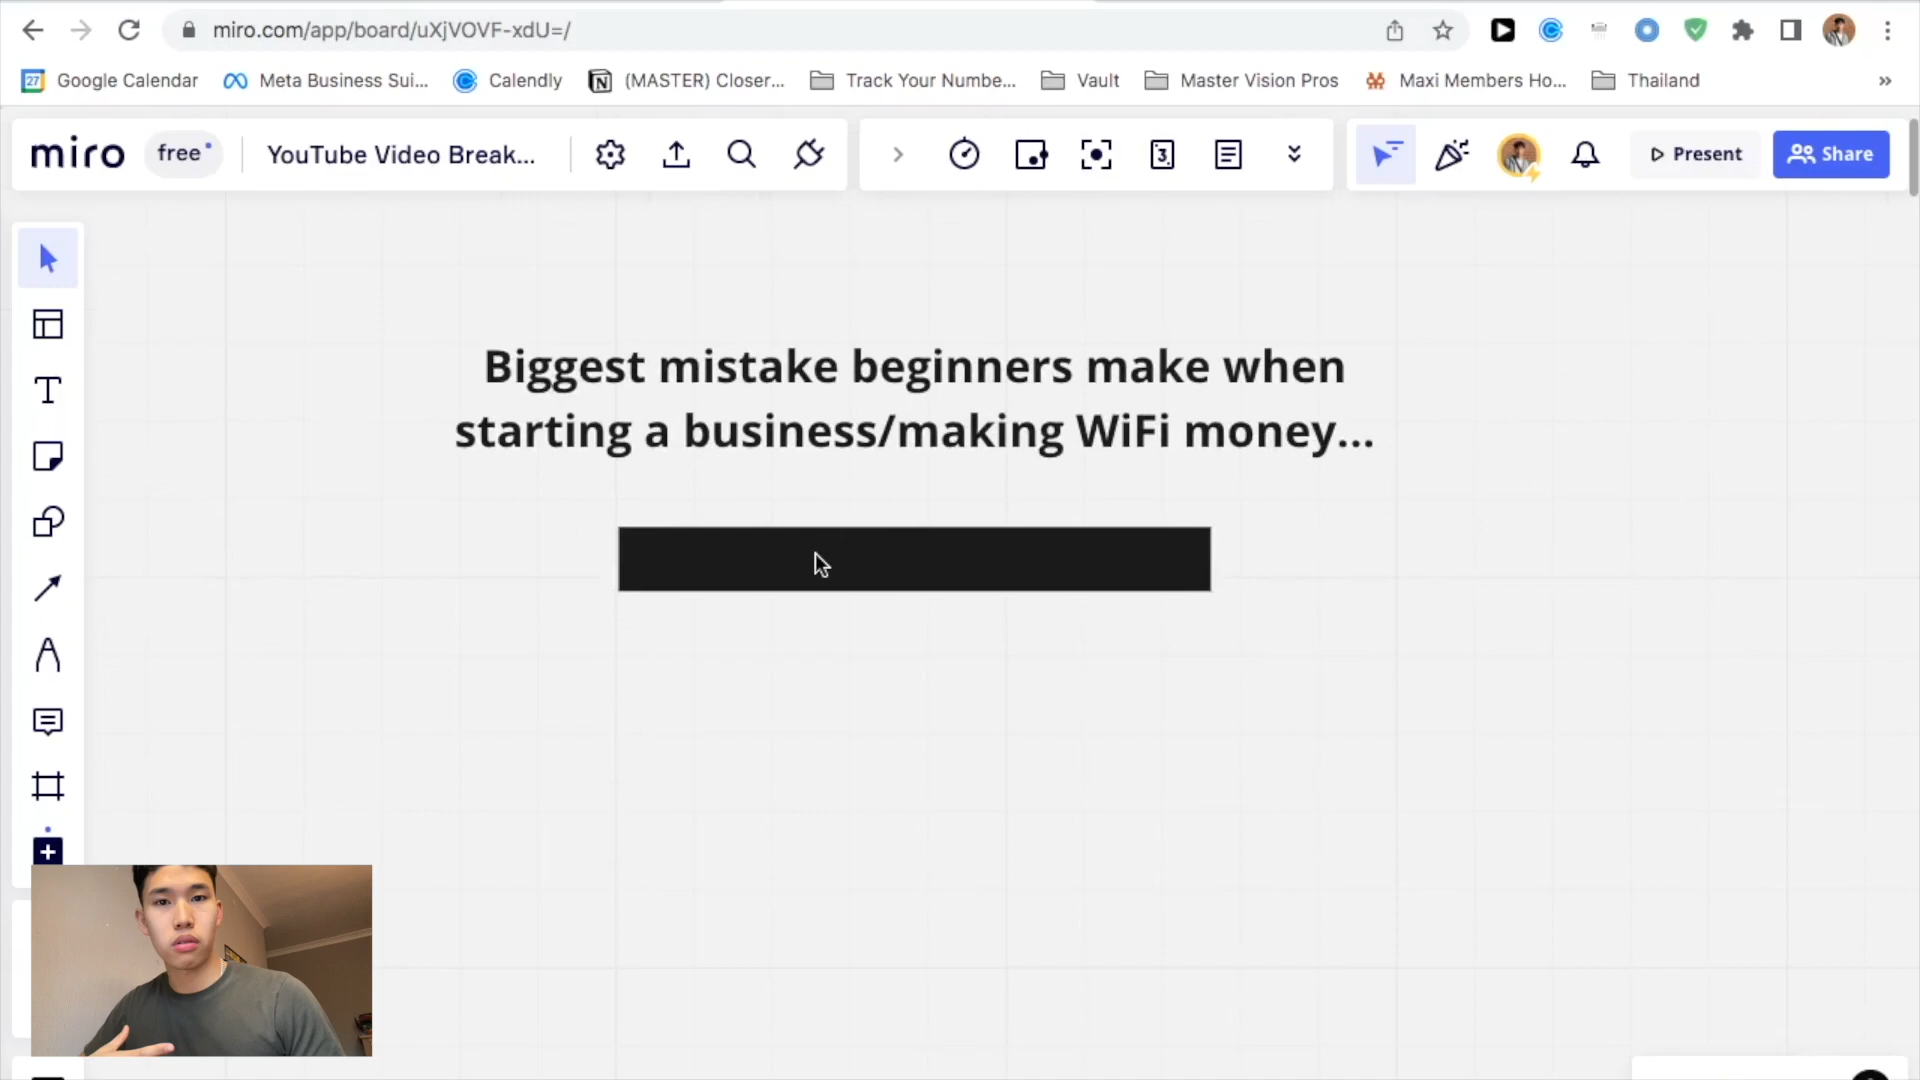 miro.com/app/board/uXjVOVF-xdU=/
27 Google Calendar Meta Business Sui... Calendly (MASTER) Closer... Track Your Numbe... Vault Master Vision Pros Maxi Members Ho... Thailand »
miro free YouTube Video Break... 3 Present Share
Biggest mistake beginners make when
starting a business/making WiFi money...